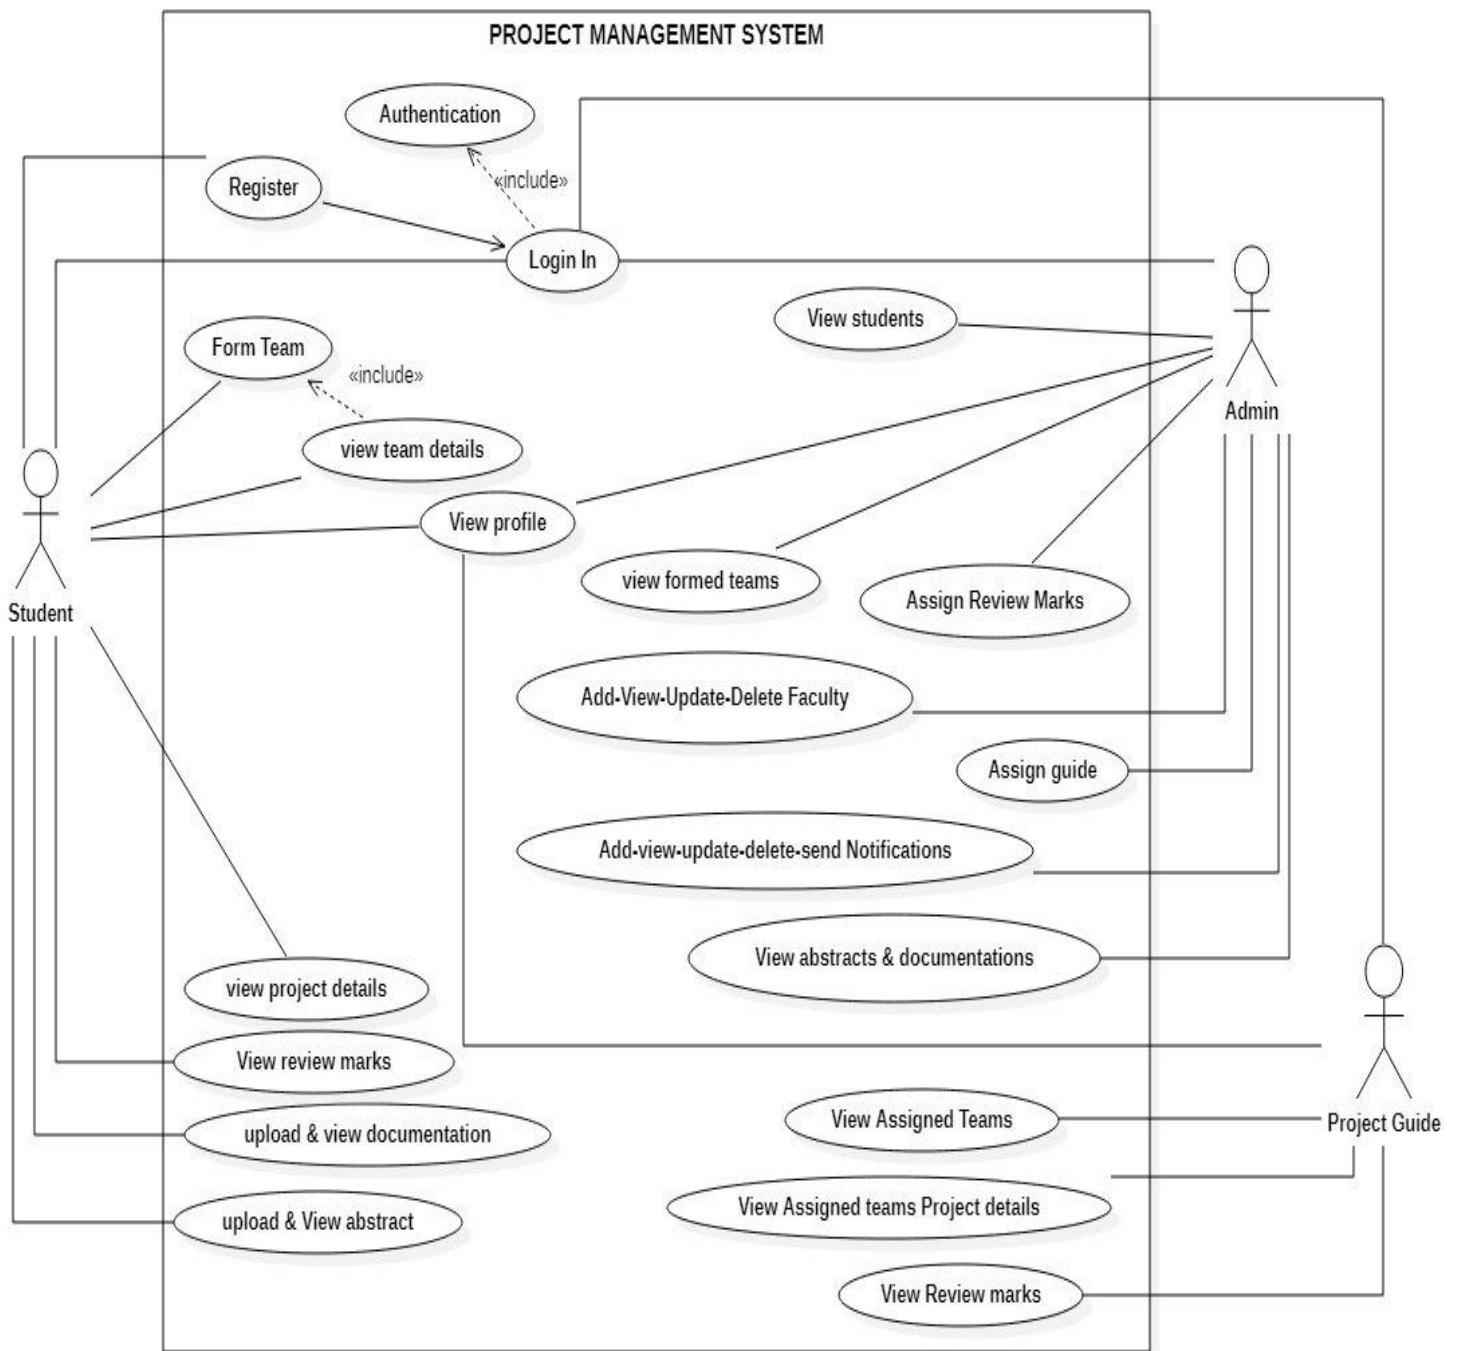 PROJECT MANAGEMENT SYSTEM
Authentication
«include»
Register
Login In
View students
Form Team
«include»
Admin
view team details
View profile
view formed teams
Assign Review Marks
Student
Add-View-Update-Delete Faculty
Assign guide
Add-view-update-delete-send Notifications
View abstracts & documentations
view project details
View review marks
View Assigned Teams
Project Guide
upload & view documentation
View Assigned teams Project details
upload & View abstract
View Review marks